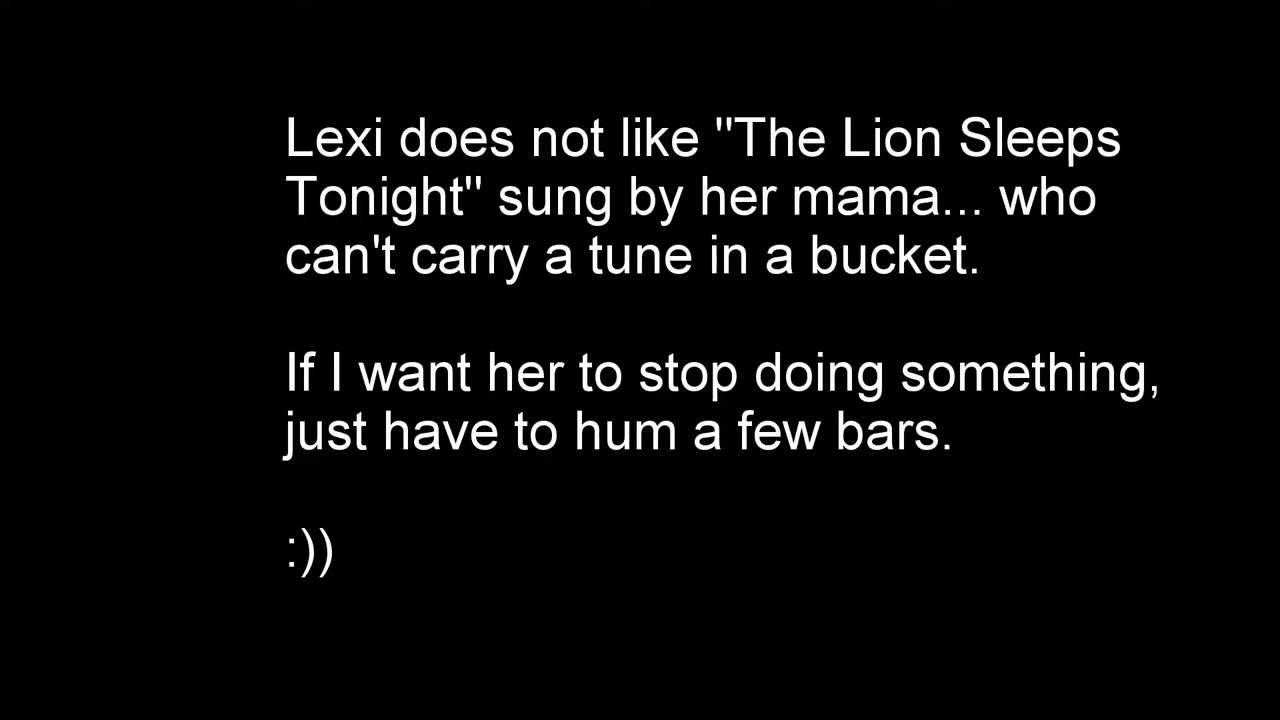 Lexi does not like "The Lion Sleeps
Tonight" sung by her mama... who
can't carry a tune in a bucket.
If I want her to stop doing something,
just have to hum a few bars.
:))